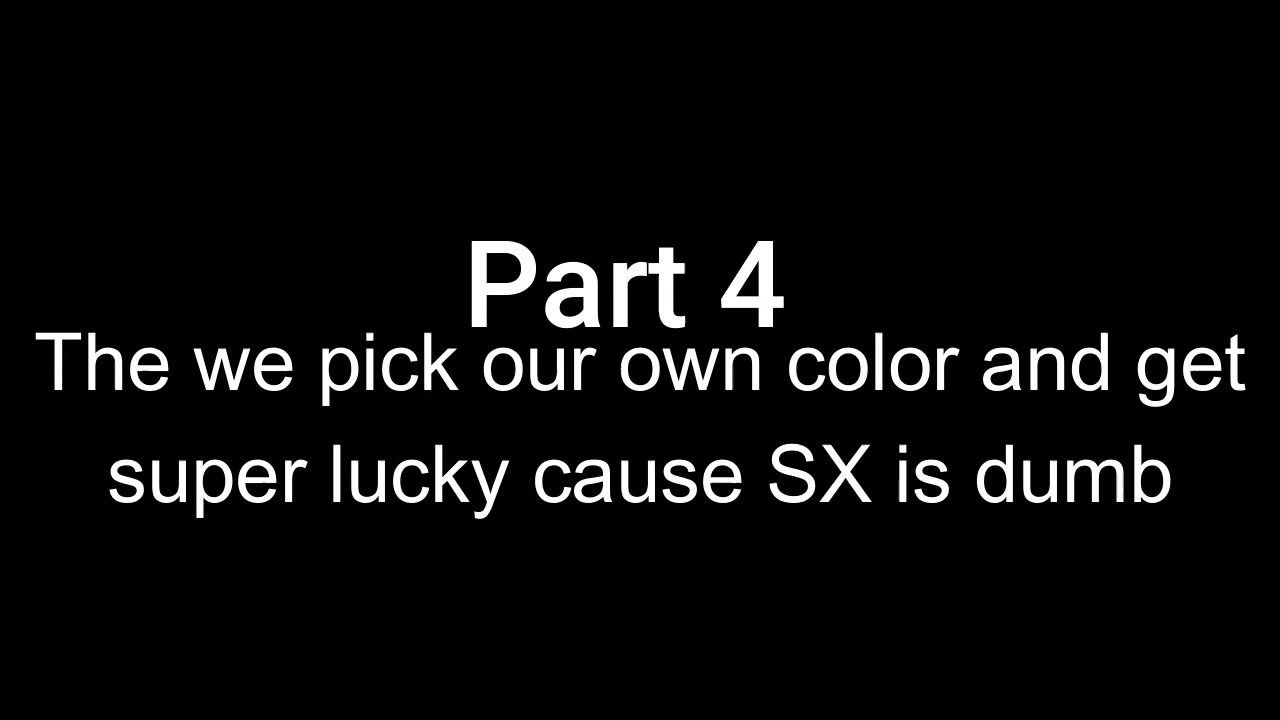 Part 4
The we pick our own color and get
super lucky cause SX is dumb